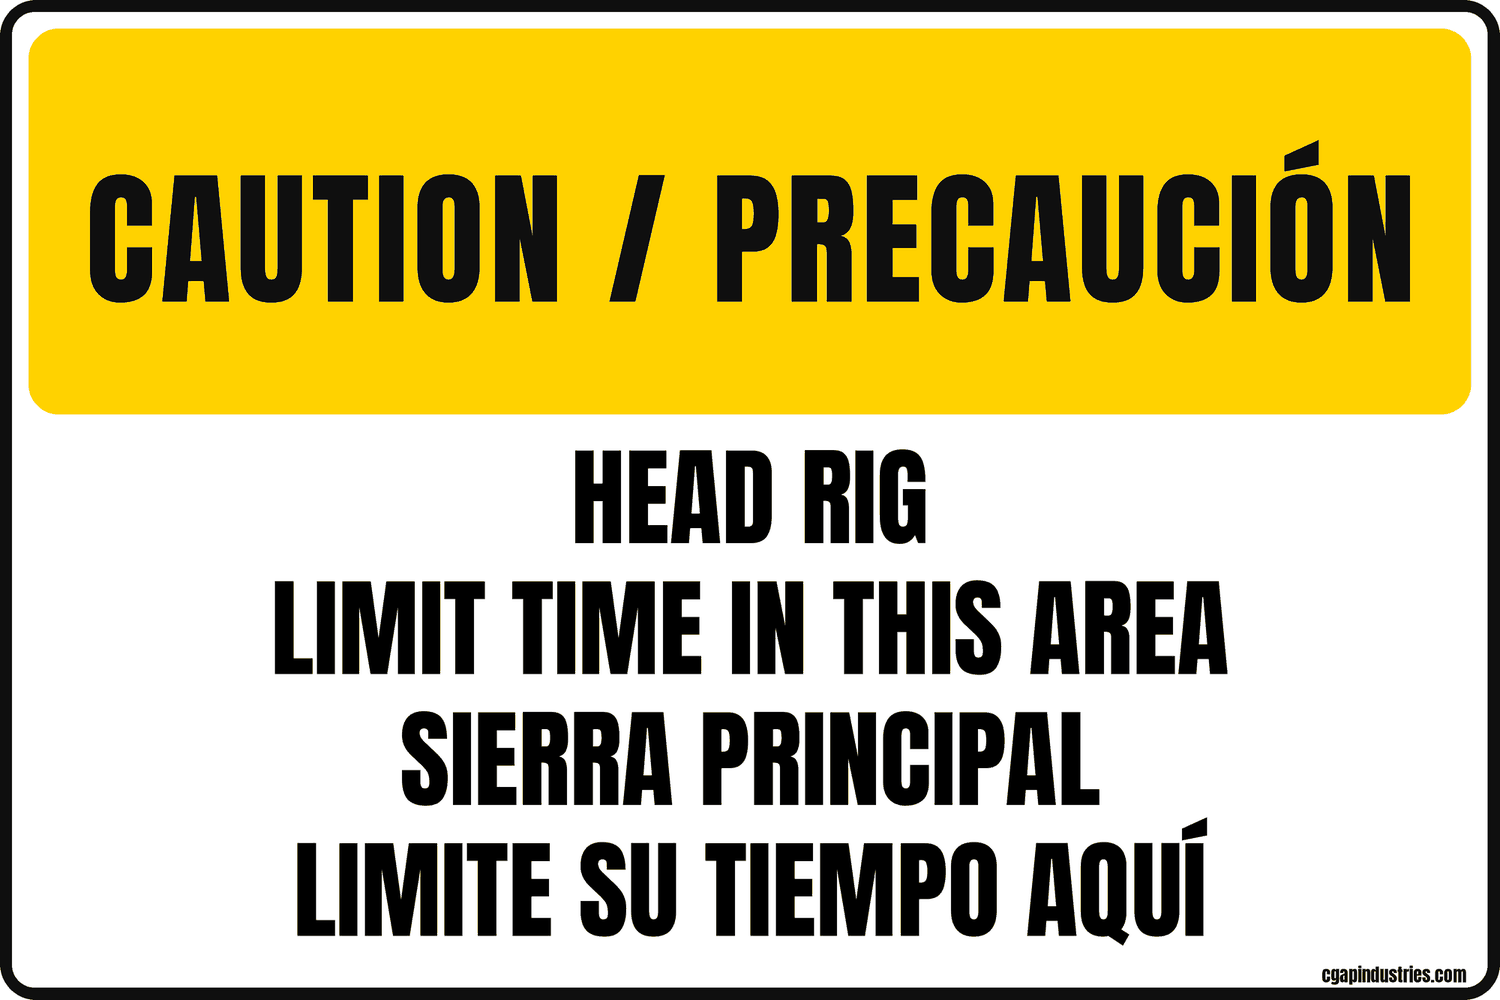 CAUTION / PRECAUCIÓN
HEAD RIG
LIMIT TIME IN THIS AREA
SIERRA PRINCIPAL
LIMITE SU TIEMPO AQUÍ
cgapindustries.com